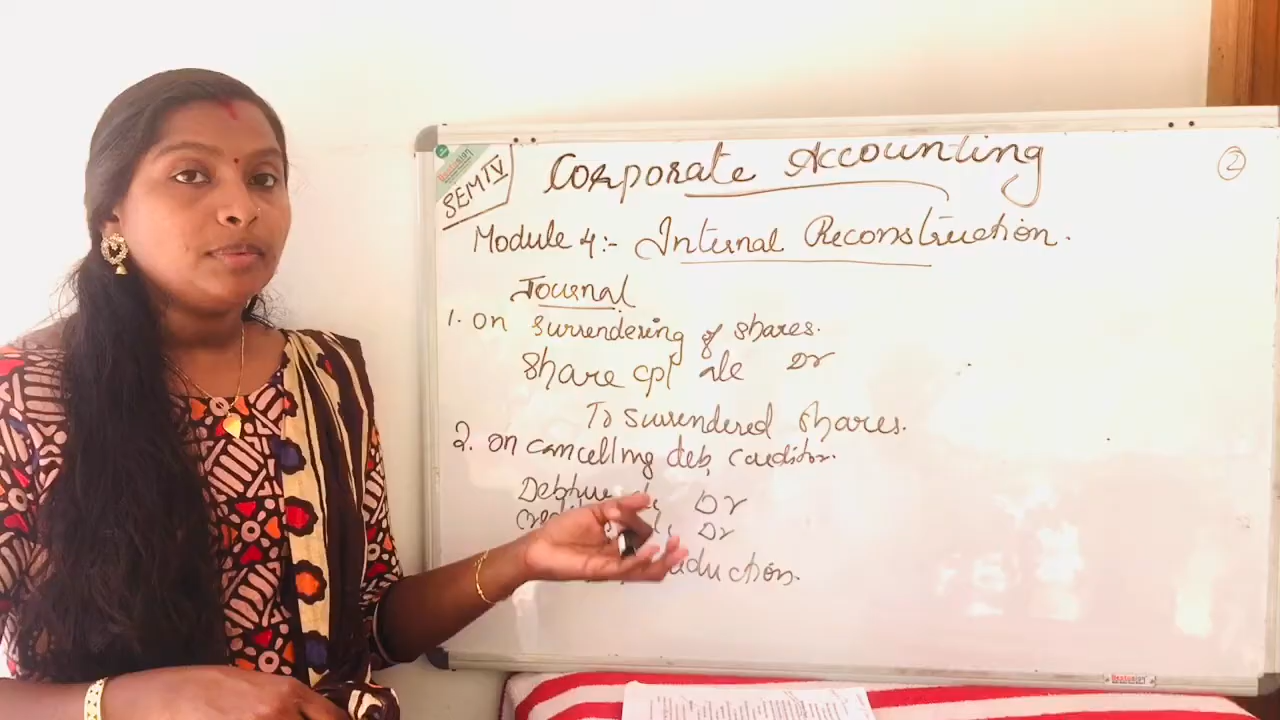 SEM IV
Corporate Accounting
2
Module 4:- Internal Reconstruction.
Journal
1. on surrendering of shares.
Share cpl a/c Dr
To surrendered shares.
2. on cancelling deb, creditor.
Dr
Dr